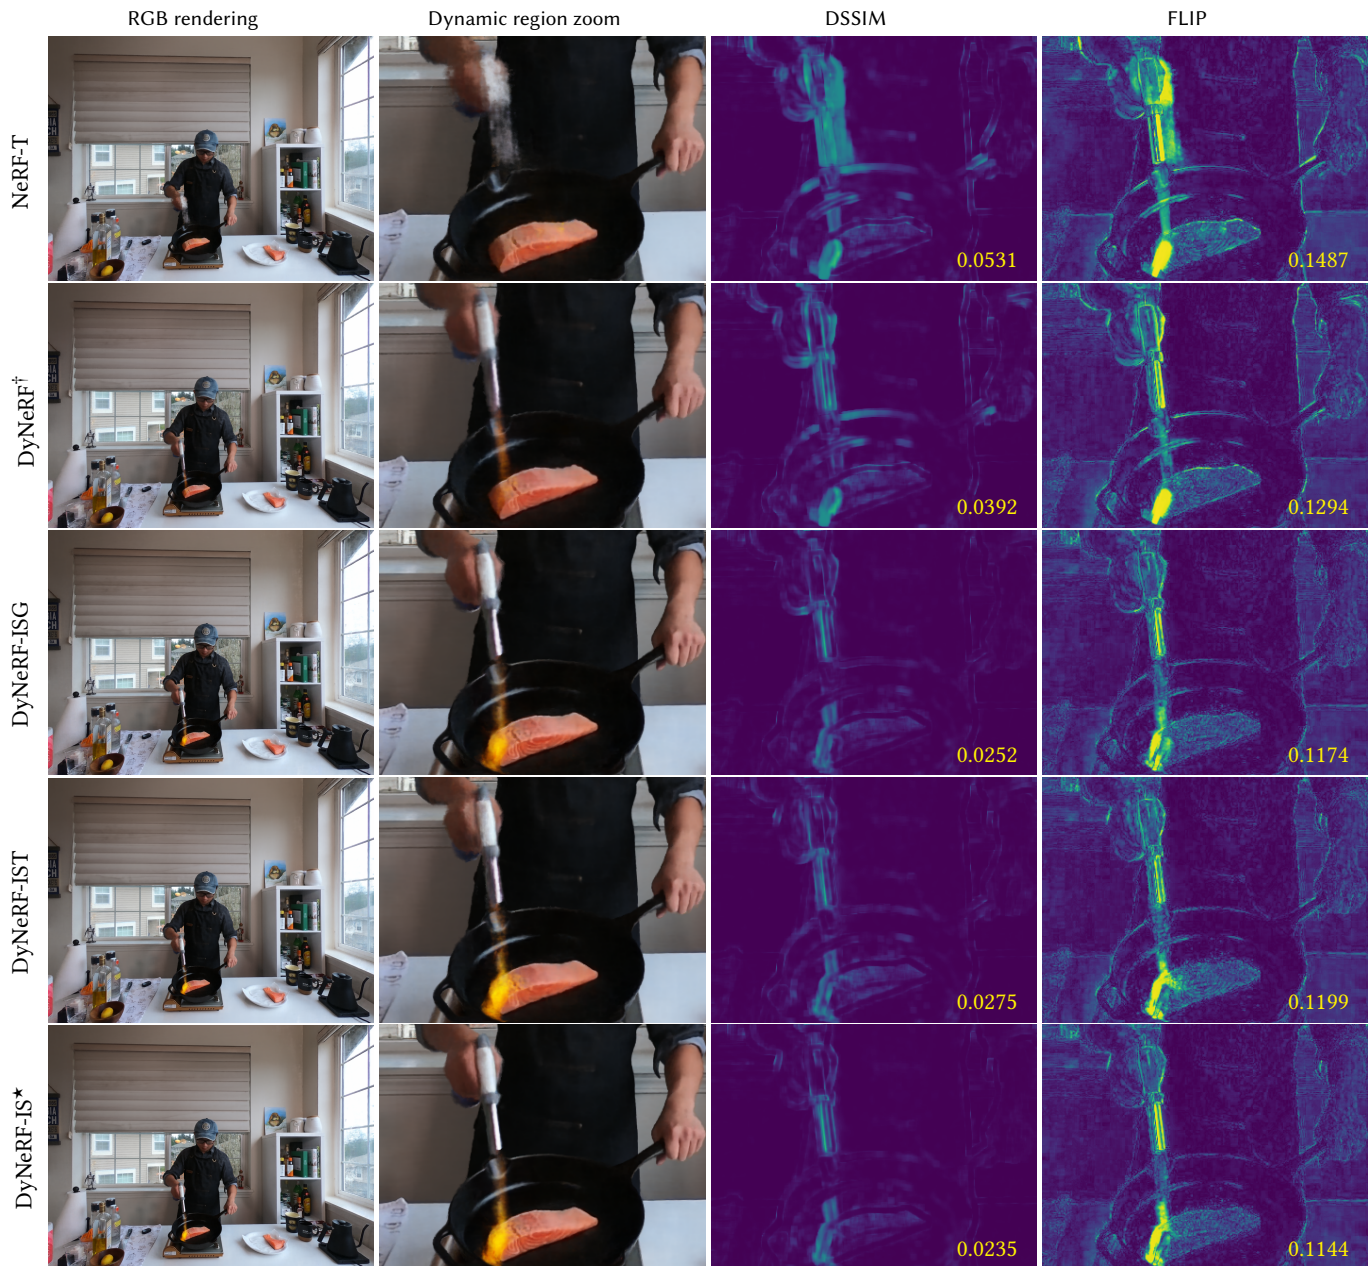 RGB rendering Dynamic region zoom DSSIM FLIP
NeRF-T
0.0531 0.1487
DyNeRF†
0.0392 0.1294
DyNeRF-ISG
0.0252 0.1174
DyNeRF-IST
0.0275 0.1199
DyNeRF-IS★
0.0235 0.1144